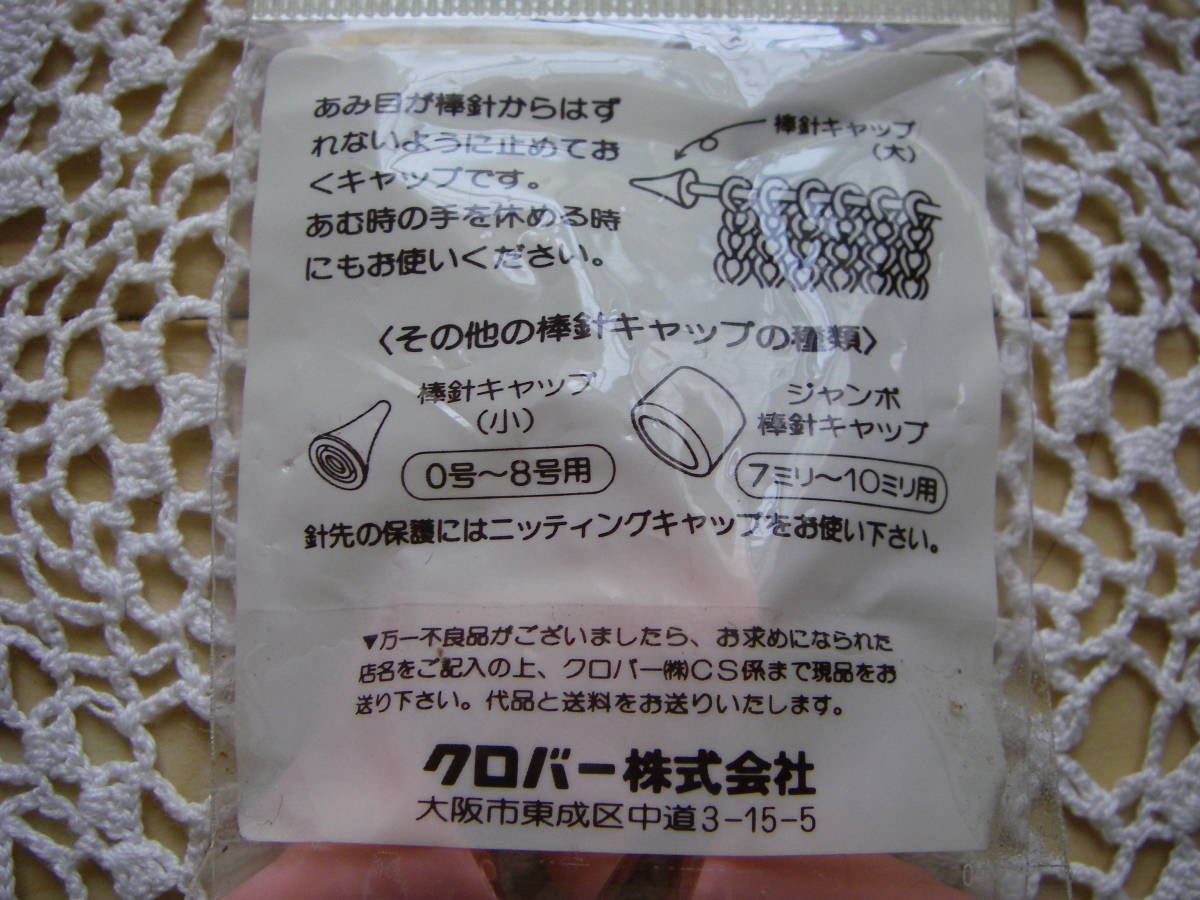 あみ目が棒針からはず
れないように止めてお
くキャップです。
あむ時の手を休める時
にもお使いください。
棒針キャップ
(大)
〈その他の棒針キャップの種類〉
棒針キャップ
(小)
0号〜8号用
ジャンボ
棒針キャップ
7ミリ〜10ミリ用
針先の保護にはニッティングキャップをお使い下さい。
▼万一不良品がございましたら、お求めになられた
店名をご記入の上、クロバー㈱CS係まで現品をお
送り下さい。代品と送料をお送りいたします。
クロバー株式会社
大阪市東成区中道3-15-5